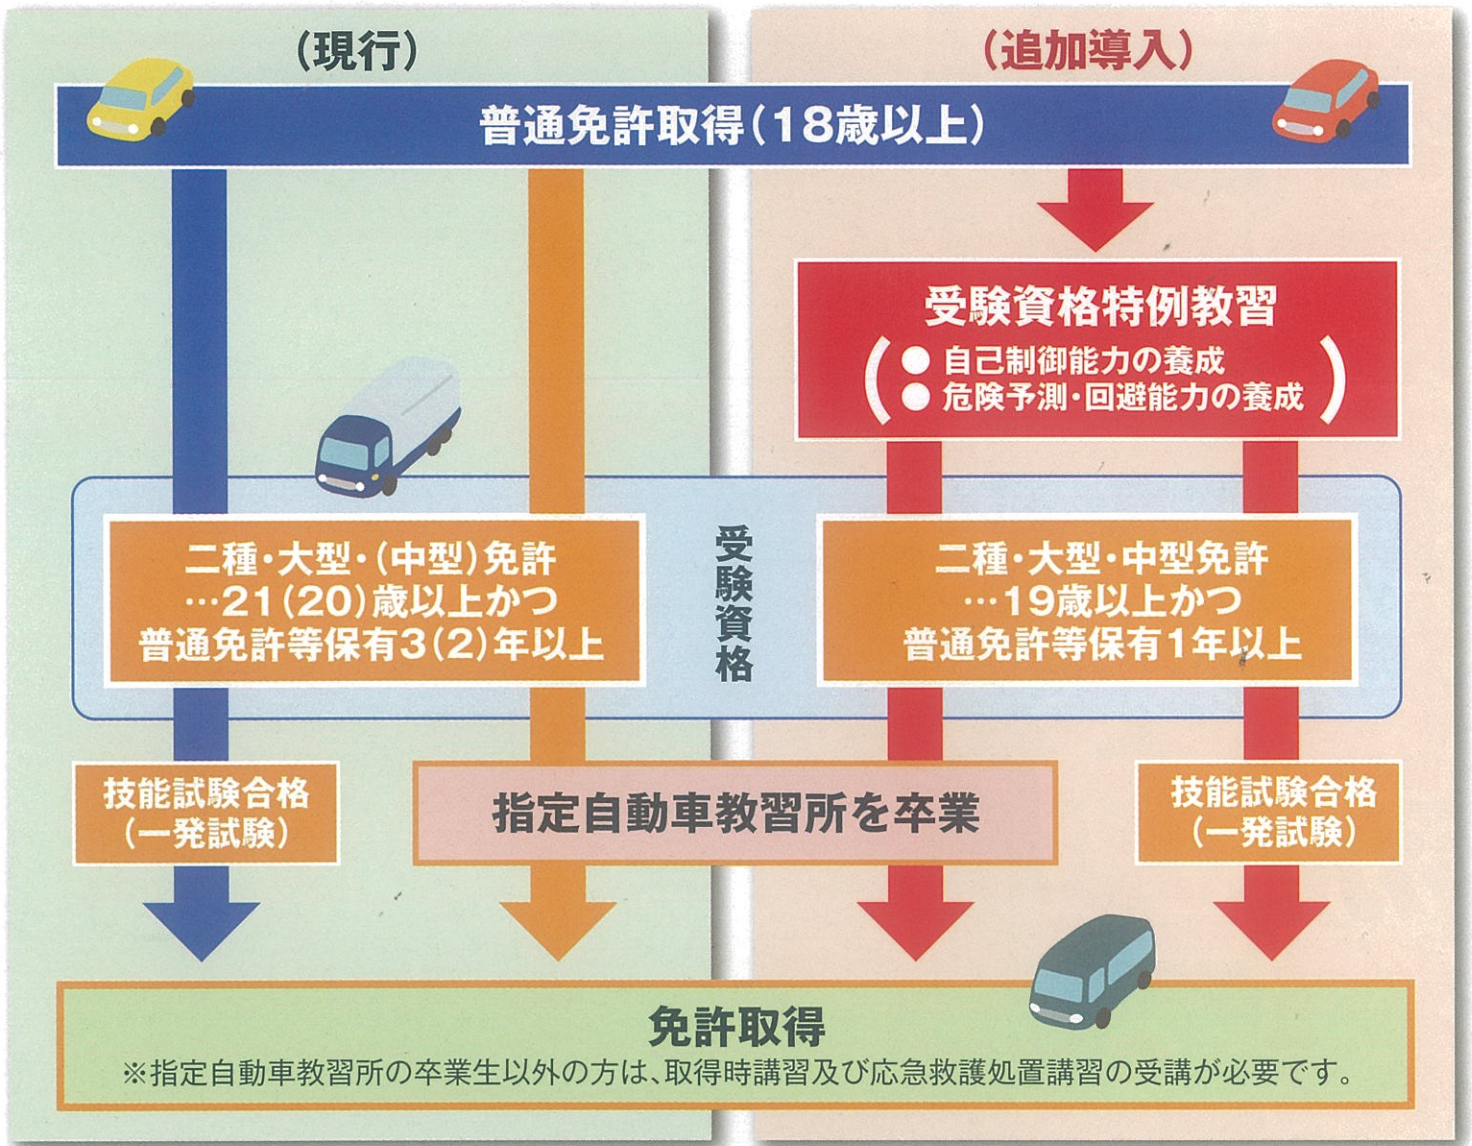 (現行)
(追加導入)
普通免許取得(18歳以上)
受験資格特例教習
● 自己制御能力の養成
● 危険予測・回避能力の養成
二種・大型・(中型)免許
…21(20)歳以上かつ
普通免許等保有3(2)年以上
受験資格
二種・大型・中型免許
…19歳以上かつ
普通免許等保有1年以上
技能試験合格
(一発試験)
指定自動車教習所を卒業
技能試験合格
(一発試験)
免許取得
※指定自動車教習所の卒業生以外の方は、取得時講習及び応急救護処置講習の受講が必要です。